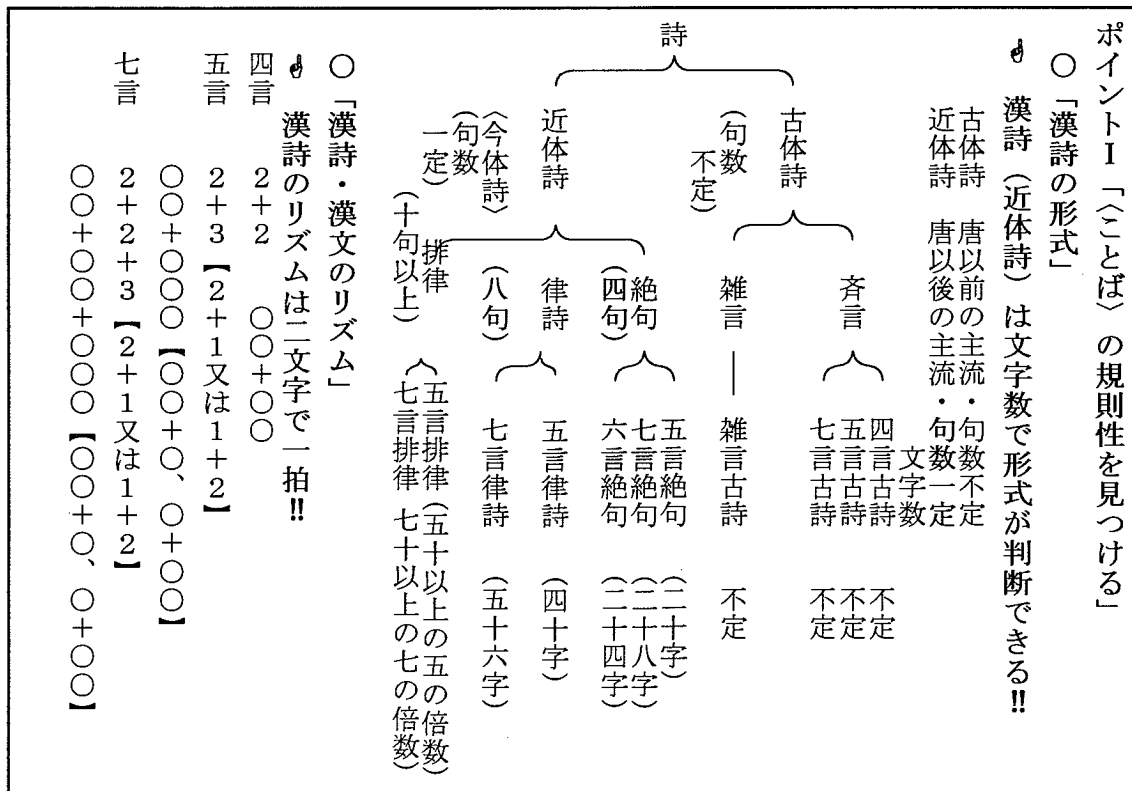 ポイントⅠ「〈ことば〉の規則性を見つける」
○「漢詩の形式」
☝ 漢詩（近体詩）は文字数で形式が判断できる!!
古体詩 唐以前の主流・句数不定
近体詩 唐以後の主流・句数一定
文字数
詩
古体詩
（句数
不定）
斉言
四言古詩 不定
五言古詩 不定
七言古詩 不定
雑言
雑言古詩 不定
近体詩
〈今体詩〉
（句数
一定）
絶句
（四句）
五言絶句（二十字）
七言絶句（二十八字）
六言絶句（二十四字）
律詩
（八句）
五言律詩（四十字）
七言律詩（五十六字）
排律
（十句以上）
五言排律（五十以上の五の倍数）
七言排律 七十以上の七の倍数）
○「漢詩・漢文のリズム」
☝ 漢詩のリズムは二文字で一拍!!
四言 2+2 ○○+○○
五言 2+3【2+1又は1+2】
○○+○○○【○○+○、○+○○】
七言 2+2+3【2+1又は1+2】
○○+○○+○○○【○○+○、○+○○】